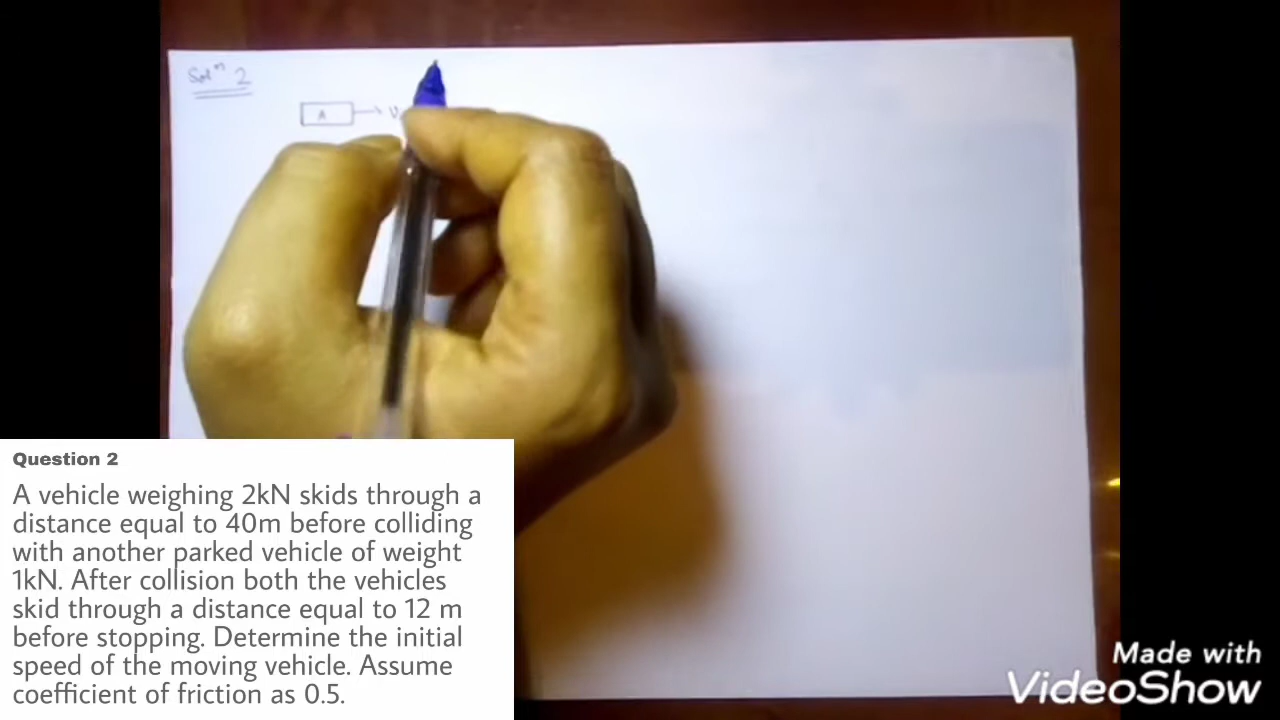 Solⁿ 2
A
Question 2
A vehicle weighing 2kN skids through a
distance equal to 40m before colliding
with another parked vehicle of weight
1kN. After collision both the vehicles
skid through a distance equal to 12 m
before stopping. Determine the initial
speed of the moving vehicle. Assume
coefficient of friction as 0.5.
Made with
VideoShow